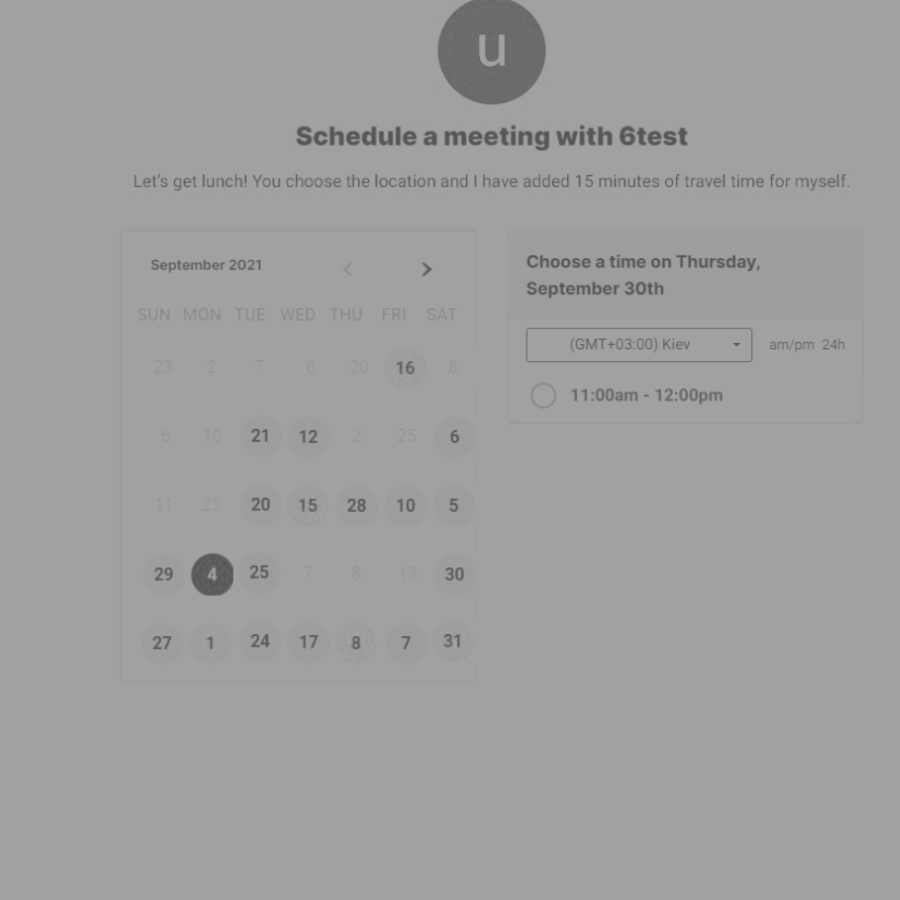 u
Schedule a meeting with 6test
Let's get lunch! You choose the location and I have added 15 minutes of travel time for myself.
September 2021
SUN MON TUE WED THU FRI SAT
23 2 7 6 20 16 8
6 10 21 12 2 25 6
11 23 20 15 28 10 5
29 4 25 7 8 13 30
27 1 24 17 8 7 31
Choose a time on Thursday,
September 30th
(GMT+03:00) Kiev
am/pm 24h
11:00am - 12:00pm